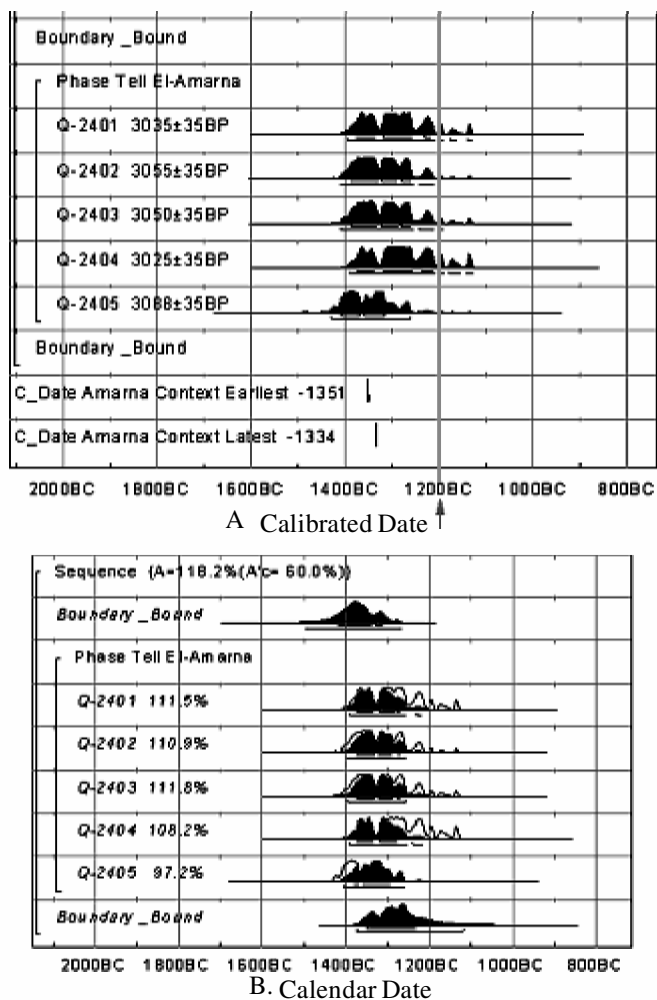 Boundary _Bound
Phase Tell El-Amarna
Q-2401 3035±35BP
Q-2402 3055±35BP
Q-2403 3050±35BP
Q-2404 3025±35BP
Q-2405 3088±35BP
Boundary _Bound
C_Date Amarna Context Earliest -1351
C_Date Amarna Context Latest -1334
2000BC 1800BC 1600BC 1400BC 1200BC 1000BC 800BC
A Calibrated Date
Sequence {A=118.2%(A'c= 60.0%)}
Boundary _Bound
Phase Tell El-Amarna
Q-2401 111.5%
Q-2402 110.9%
Q-2403 111.8%
Q-2404 108.2%
Q-2405 97.2%
Boundary _Bound
2000BC 1800BC 1600BC 1400BC 1200BC 1000BC 800BC
B. Calendar Date